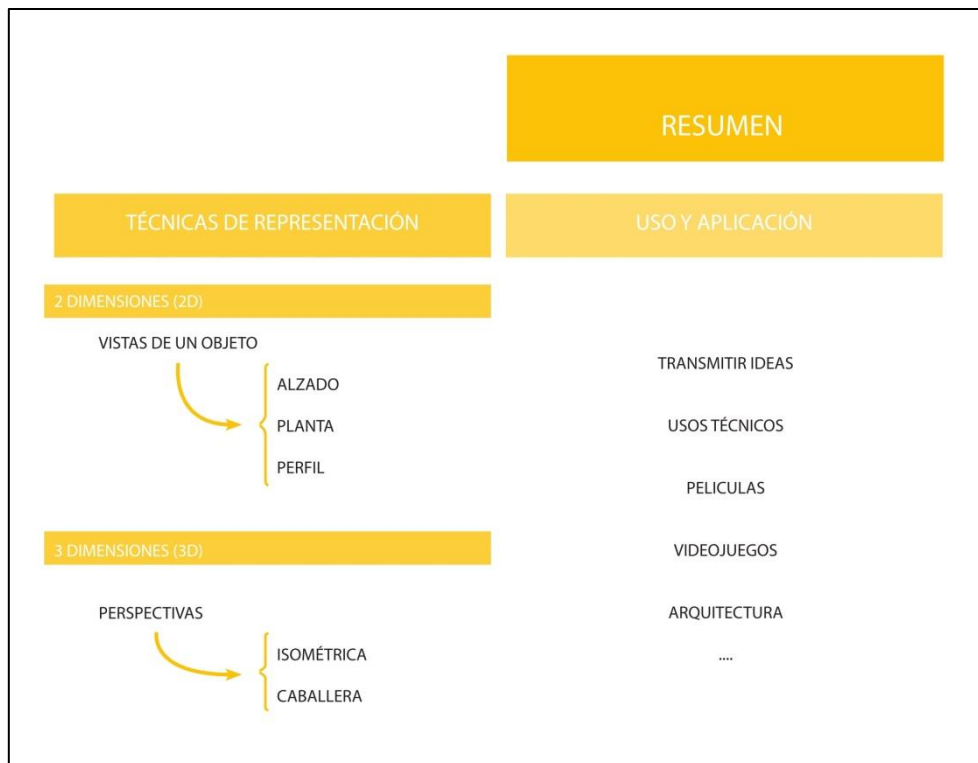 RESUMEN
TÉCNICAS DE REPRESENTACIÓN
USO Y APLICACIÓN
2 DIMENSIONES (2D)
VISTAS DE UN OBJETO
ALZADO
PLANTA
PERFIL
3 DIMENSIONES (3D)
PERSPECTIVAS
ISOMÉTRICA
CABALLERA
TRANSMITIR IDEAS
USOS TÉCNICOS
PELICULAS
VIDEOJUEGOS
ARQUITECTURA
....